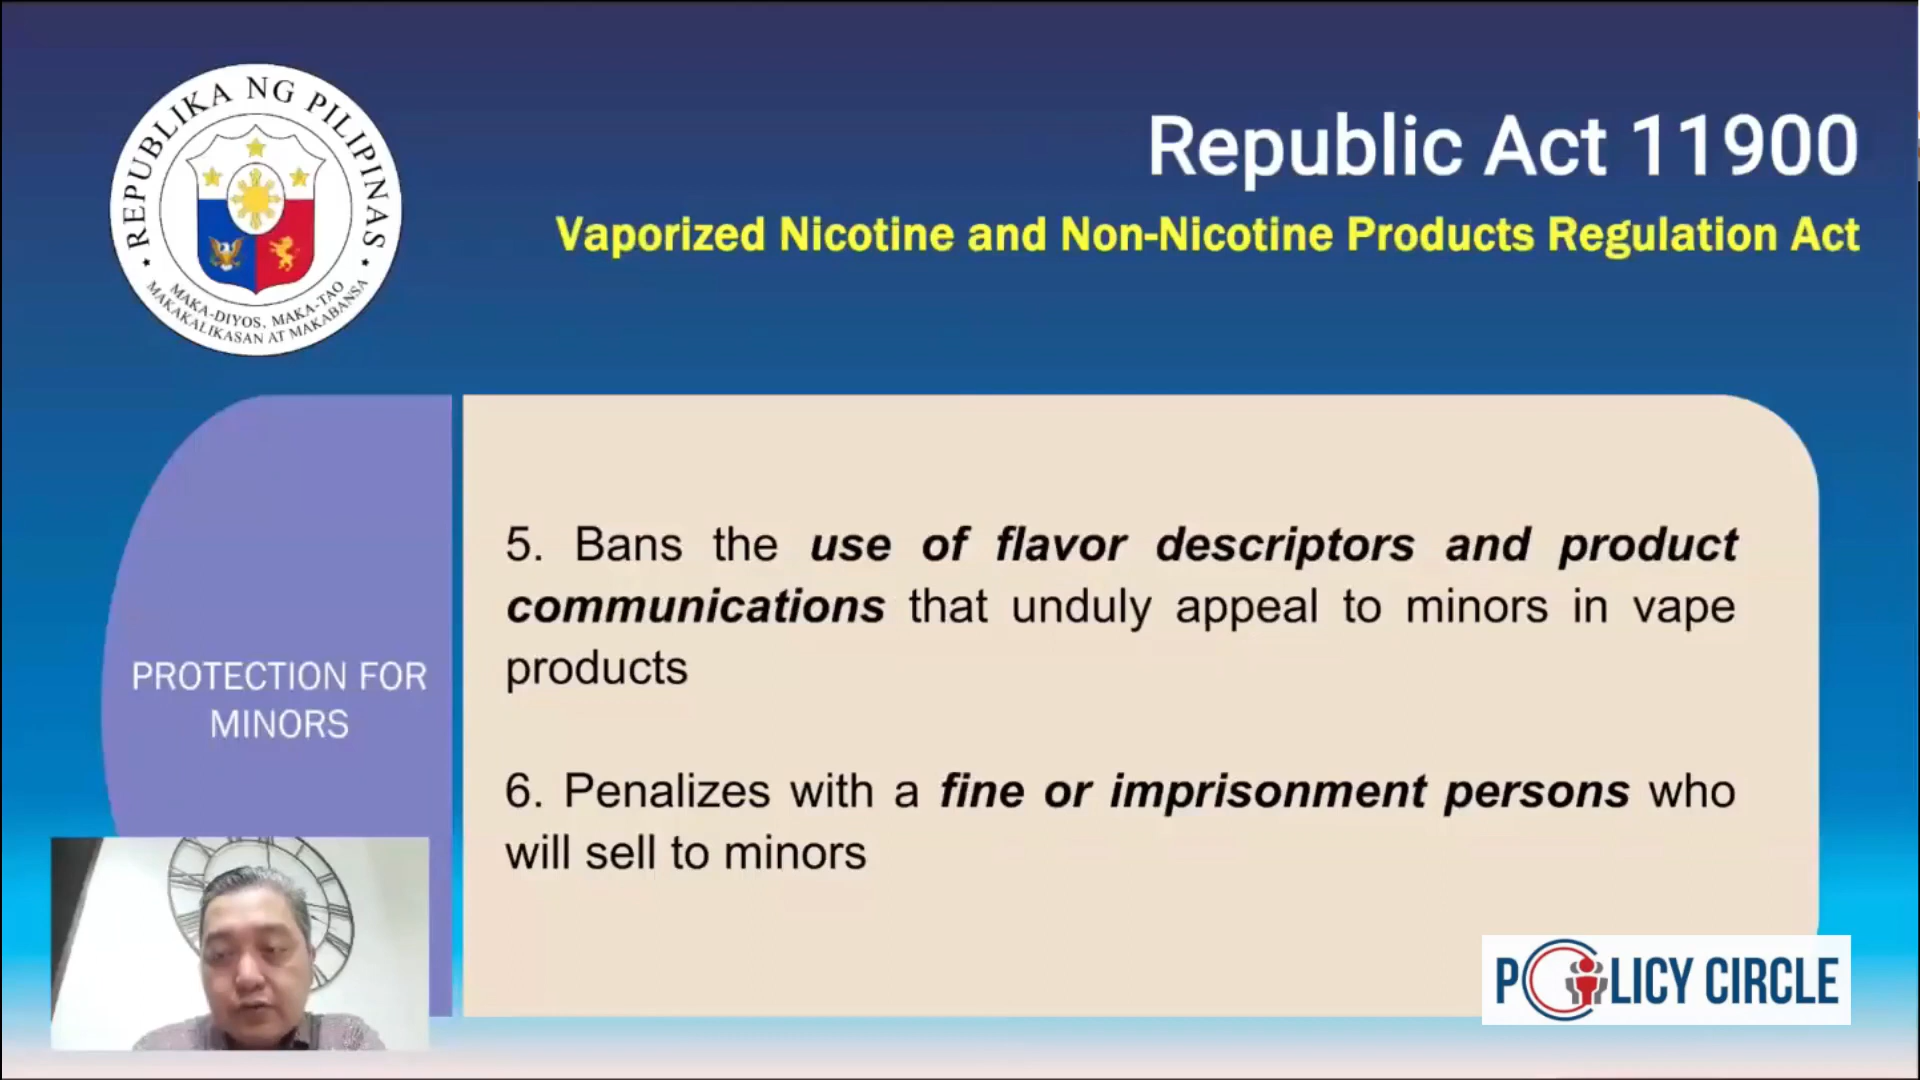 REPUBLIKA NG PILIPINAS
MAKA-DIYOS, MAKA-TAO
MAKAKALIKASAN AT MAKABANSA
Republic Act 11900
Vaporized Nicotine and Non-Nicotine Products Regulation Act
PROTECTION FOR
MINORS
5. Bans the use of flavor descriptors and product
communications that unduly appeal to minors in vape
products
6. Penalizes with a fine or imprisonment persons who
will sell to minors
POLICY CIRCLE